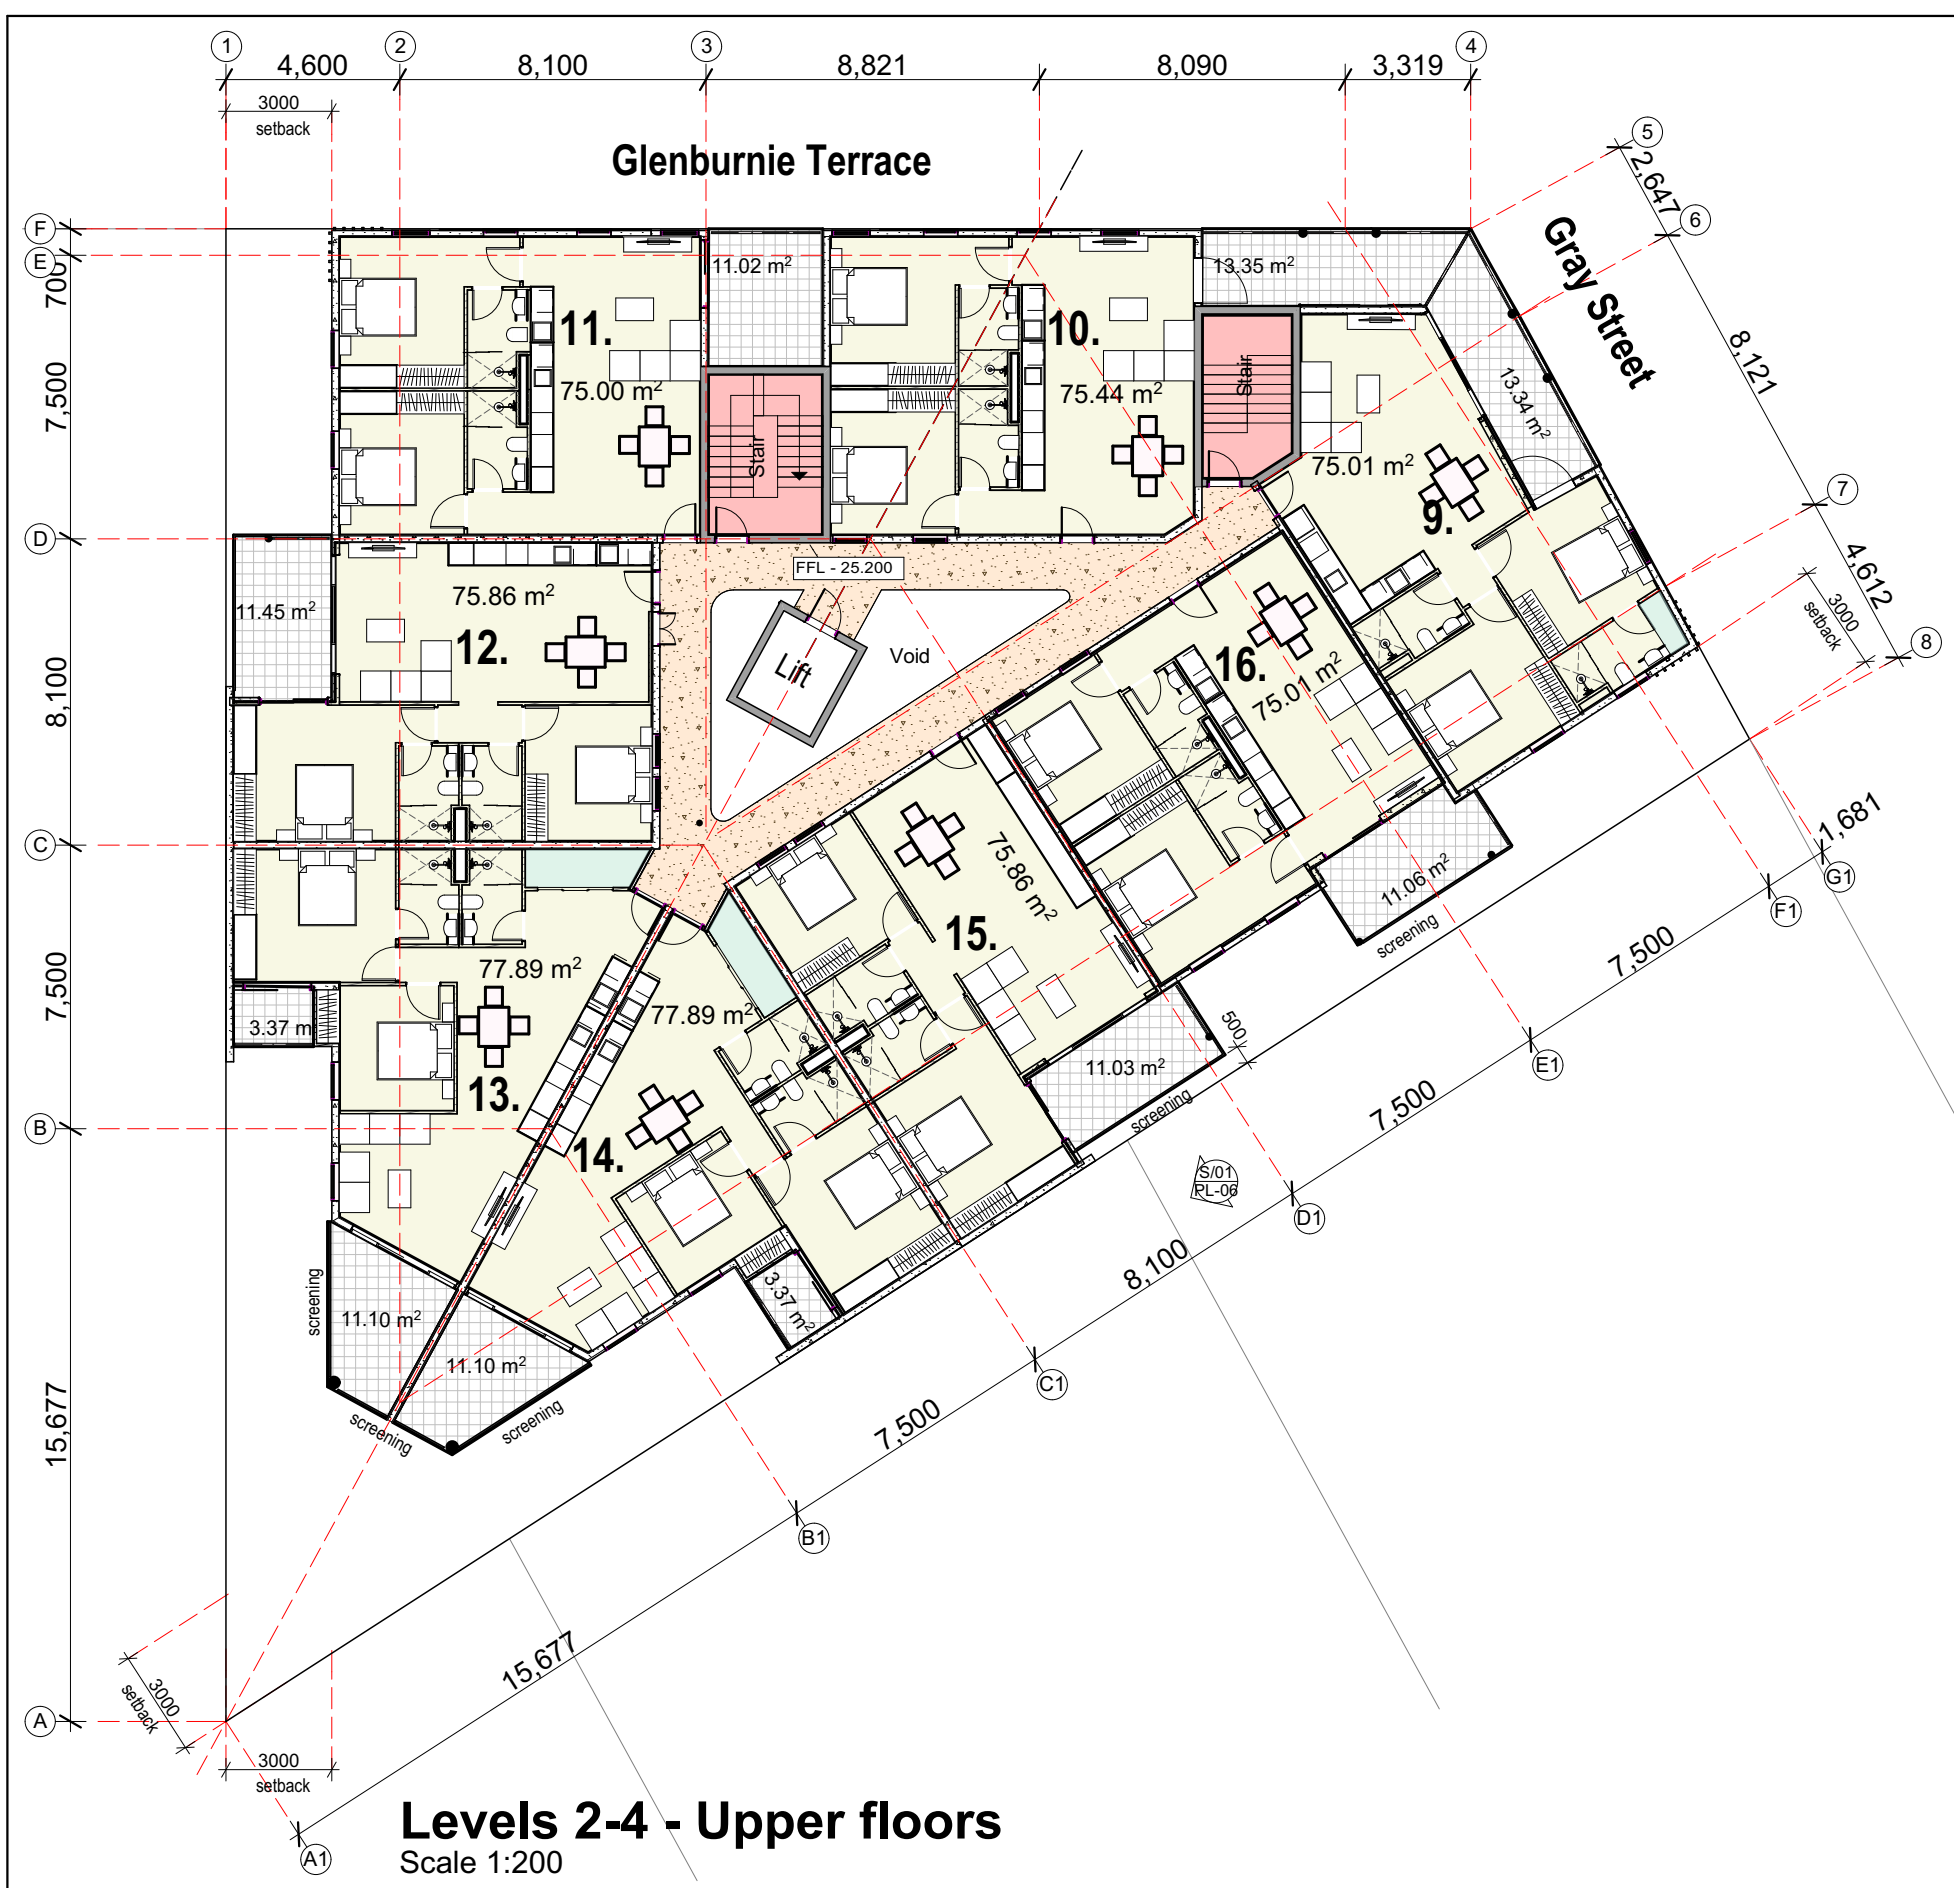 1
2
3
4
4,600
8,100
8,821
8,090
3,319
3000
setback
5
2,647
6
Glenburnie Terrace
Gray Street
F
E
700
11.02 m²
13.35 m²
11.
10.
8,121
7,500
75.00 m²
75.44 m²
Stair
Stair
13.34 m²
75.01 m²
9.
7
D
FFL - 25.200
4,612
3000
setback
8
11.45 m²
75.86 m²
12.
Lift
Void
16.
75.01 m²
8,100
C
75.86 m²
15.
11.06 m²
screening
1,681
G1
F1
7,500
7,500
77.89 m²
77.89 m²
3.37 m
13.
14.
500
11.03 m²
screening
E1
7,500
B
S/01
PL-06
D1
8,100
3.37 m²
screening
11.10 m²
11.10 m²
screening
screening
C1
7,500
15,677
B1
15,677
3000
setback
A
3000
setback
A1
Levels 2-4 - Upper floors
Scale 1:200